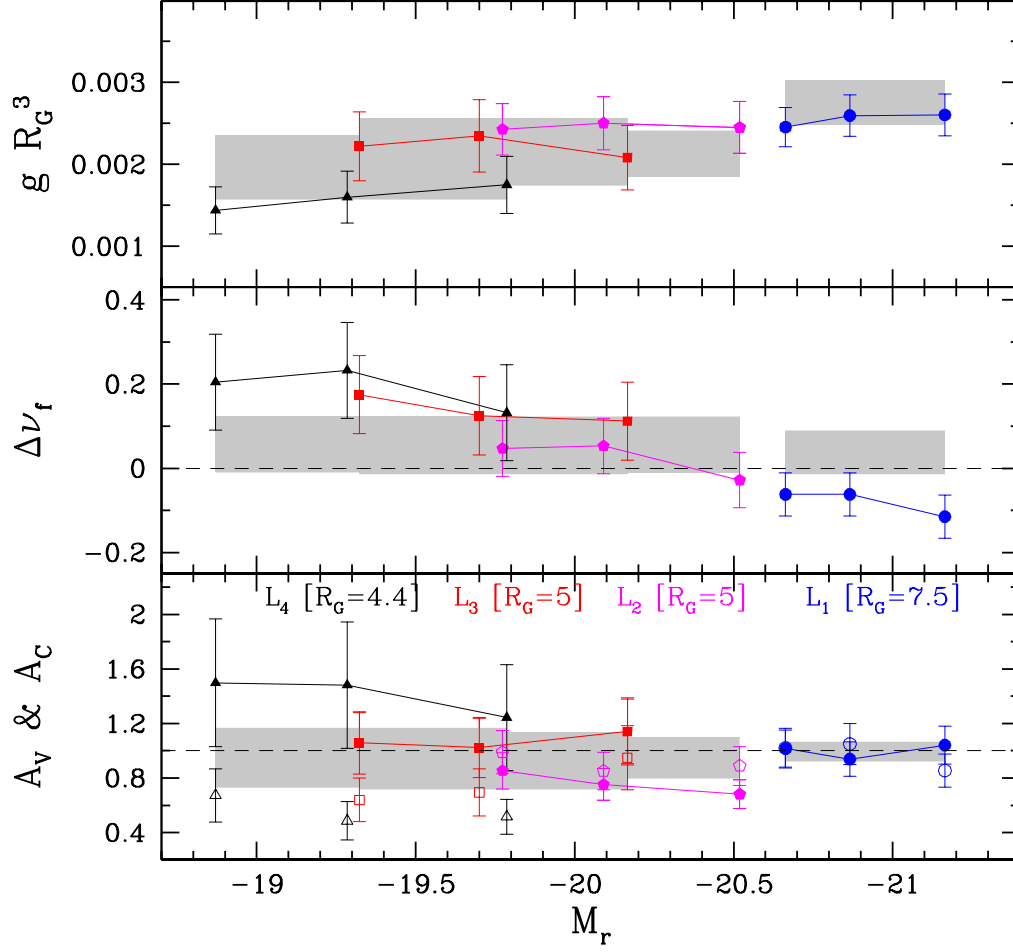 g R_G^3
0.003
0.002
0.001
Δν_f
0.4
0.2
0
−0.2
A_V & A_C
L_4 [R_G=4.4]
L_3 [R_G=5]
L_2 [R_G=5]
L_1 [R_G=7.5]
2
1.6
1.2
0.8
0.4
−19
−19.5
−20
−20.5
−21
M_r